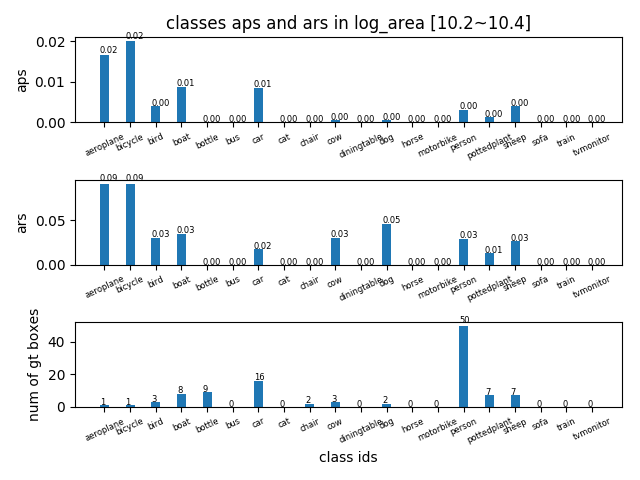 classes aps and ars in log_area [10.2~10.4]
aps
0.02
0.01
0.00
0.02 0.02 0.00 0.01 0.00 0.00 0.01 0.00 0.00 0.00 0.00 0.00 0.00 0.00 0.00 0.00 0.00 0.00 0.00 0.00
aeroplane bicycle bird boat bottle bus car cat chair cow diningtable dog horse motorbike person pottedplant sheep sofa train tvmonitor
ars
0.05
0.00
0.09 0.09 0.03 0.03 0.00 0.00 0.02 0.00 0.00 0.03 0.00 0.05 0.00 0.00 0.03 0.01 0.03 0.00 0.00 0.00
aeroplane bicycle bird boat bottle bus car cat chair cow diningtable dog horse motorbike person pottedplant sheep sofa train tvmonitor
num of gt boxes
40
20
0
1 1 3 8 9 0 16 0 2 3 0 2 0 0 50 7 7 0 0 0
aeroplane bicycle bird boat bottle bus car cat chair cow diningtable dog horse motorbike person pottedplant sheep sofa train tvmonitor
class ids